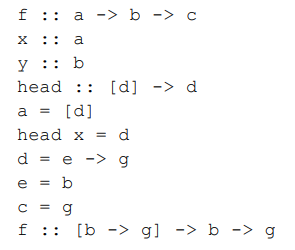 f :: a -> b -> c
x :: a
y :: b
head :: [d] -> d
a = [d]
head x = d
d = e -> g
e = b
c = g
f :: [b -> g] -> b -> g